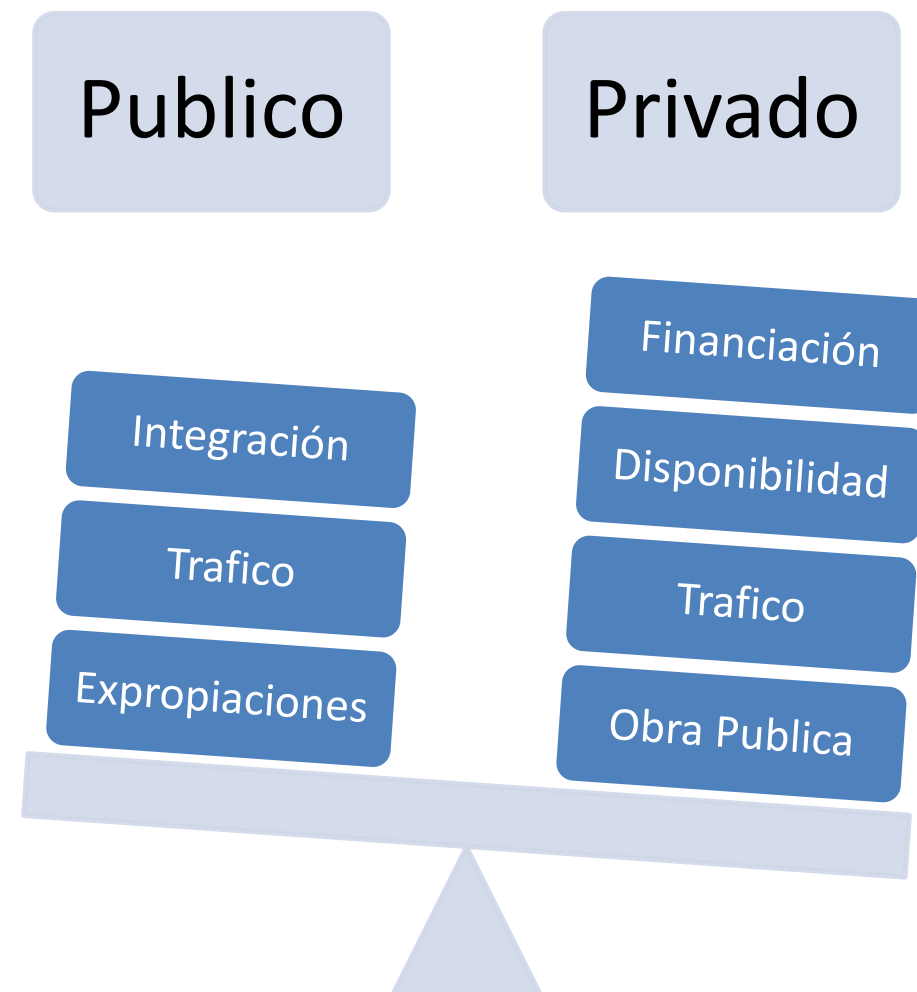 Publico
Privado
Integración
Trafico
Expropiaciones
Financiación
Disponibilidad
Trafico
Obra Publica